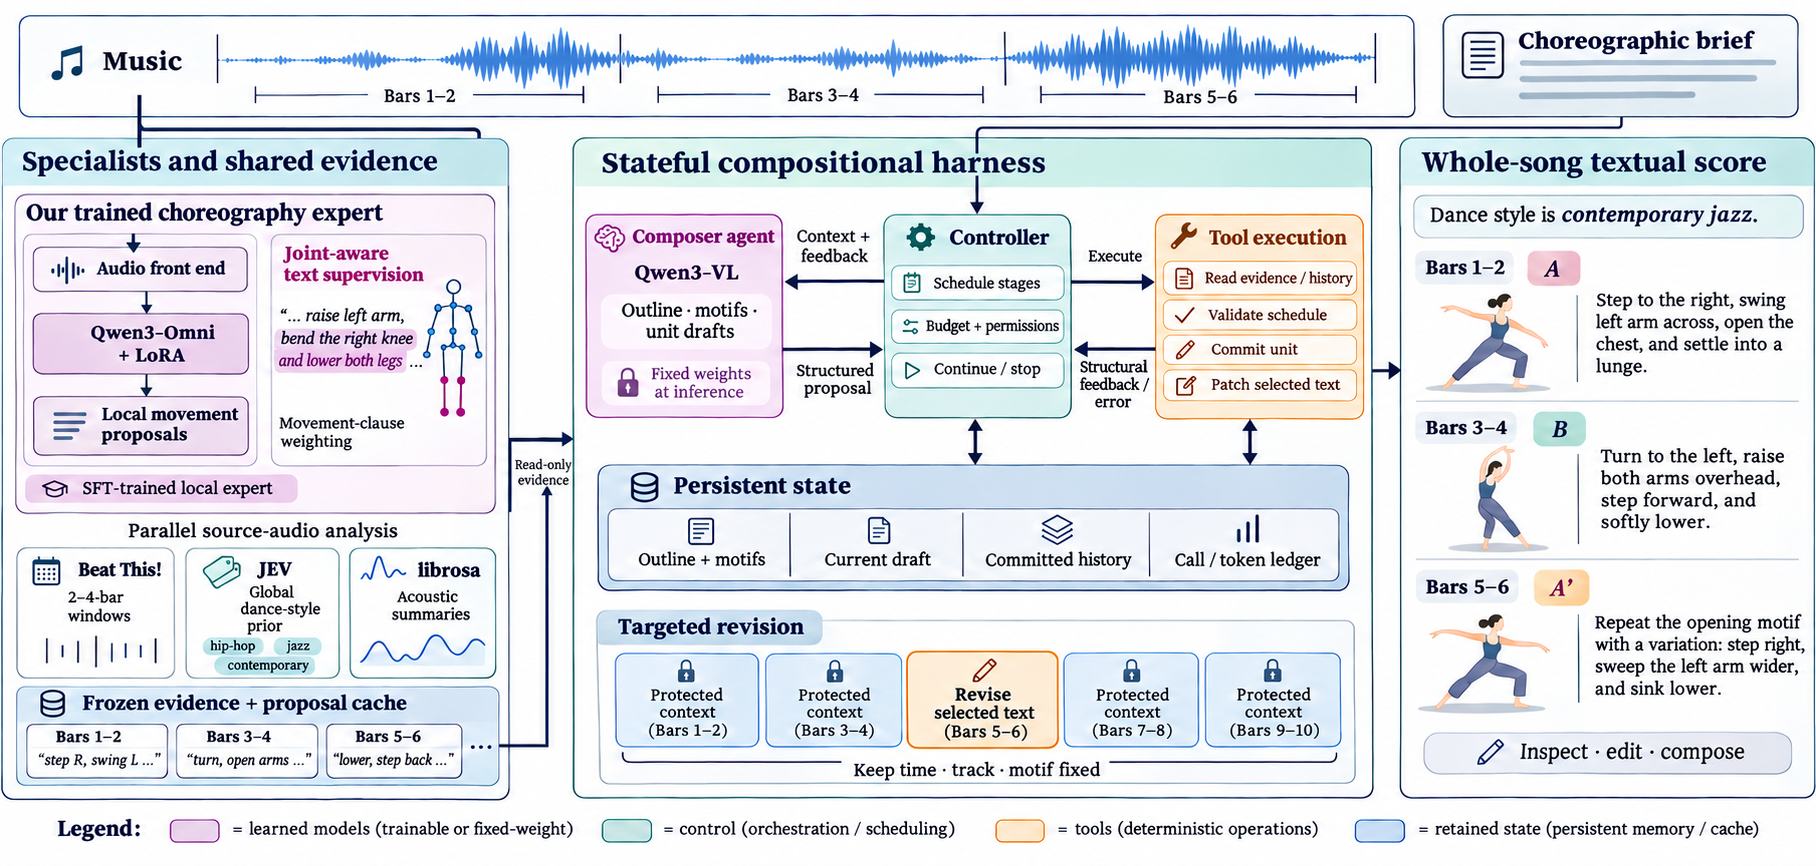 Music
Bars 1–2
Bars 3–4
Bars 5–6
Choreographic brief
Specialists and shared evidence
Our trained choreography expert
Audio front end
Qwen3–Omni
+ LoRA
Local movement
proposals
Joint-aware
text supervision
“... raise left arm,
bend the right knee
and lower both legs ...
Movement-clause
weighting
SFT-trained local expert
Parallel source-audio analysis
Beat This!
2–4-bar
windows
JEV
Global
dance-style
prior
hip-hop
jazz
contemporary
librosa
Acoustic
summaries
Frozen evidence + proposal cache
Bars 1–2
“step R, swing L ...”
Bars 3–4
“turn, open arms ...”
Bars 5–6
“lower, step back ...”
...
Read-only
evidence
Stateful compositional harness
Composer agent
Qwen3–VL
Outline · motifs ·
unit drafts
Fixed weights
at inference
Context +
feedback
Structured
proposal
Controller
Schedule stages
Budget + permissions
Continue / stop
Execute
Structural
feedback /
error
Tool execution
Read evidence / history
Validate schedule
Commit unit
Patch selected text
Persistent state
Outline + motifs
Current draft
Committed history
Call / token ledger
Targeted revision
Protected
context
(Bars 1–2)
Protected
context
(Bars 3–4)
Revise
selected text
(Bars 5–6)
Protected
context
(Bars 7–8)
Protected
context
(Bars 9–10)
Keep time · track · motif fixed
Whole-song textual score
Dance style is contemporary jazz.
Bars 1–2
A
Step to the right, swing
left arm across, open the
chest, and settle into a
lunge.
Bars 3–4
B
Turn to the left, raise
both arms overhead,
step forward, and
softly lower.
Bars 5–6
A’
Repeat the opening motif
with a variation: step right,
sweep the left arm wider,
and sink lower.
Inspect · edit · compose
Legend:
= learned models (trainable or fixed-weight)
= control (orchestration / scheduling)
= tools (deterministic operations)
= retained state (persistent memory / cache)